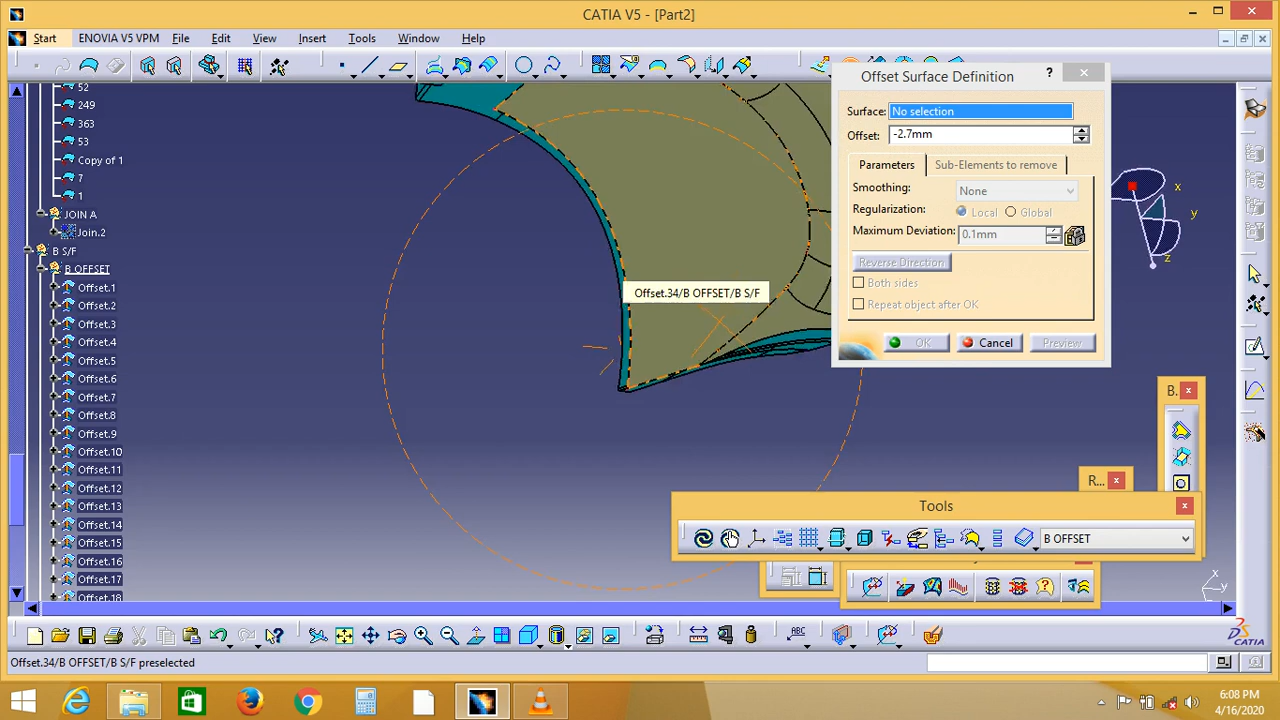 CATIA V5 - [Part2]
Start ENOVIA V5 VPM File Edit Insert Tools Window Help
52
249
363
53
Copy of 1
7
1
JOIN A
Join.2
B S/F
B OFFSET
Offset.1
Offset.2
Offset.3
Offset.4
Offset.5
Offset.6
Offset.7
Offset.8
Offset.9
Offset.10
Offset.11
Offset.12
Offset.13
Offset.14
Offset.15
Offset.16
Offset.17
Offset.18
Offset.34/B OFFSET/B S/F
Offset Surface Definition ?
Surface: No selection
Offset: -2.7mm
Parameters Sub-Elements to remove
Smoothing: None
Regularization: Local Global
Maximum Deviation: 0.1mm
Reverse Direction
Both sides
Repeat object after OK
OK Cancel Preview
x
y
z
B.
R...
Tools
B OFFSET
x
y
ABC
CATIA
Offset.34/B OFFSET/B S/F preselected
6:08 PM
4/16/2020